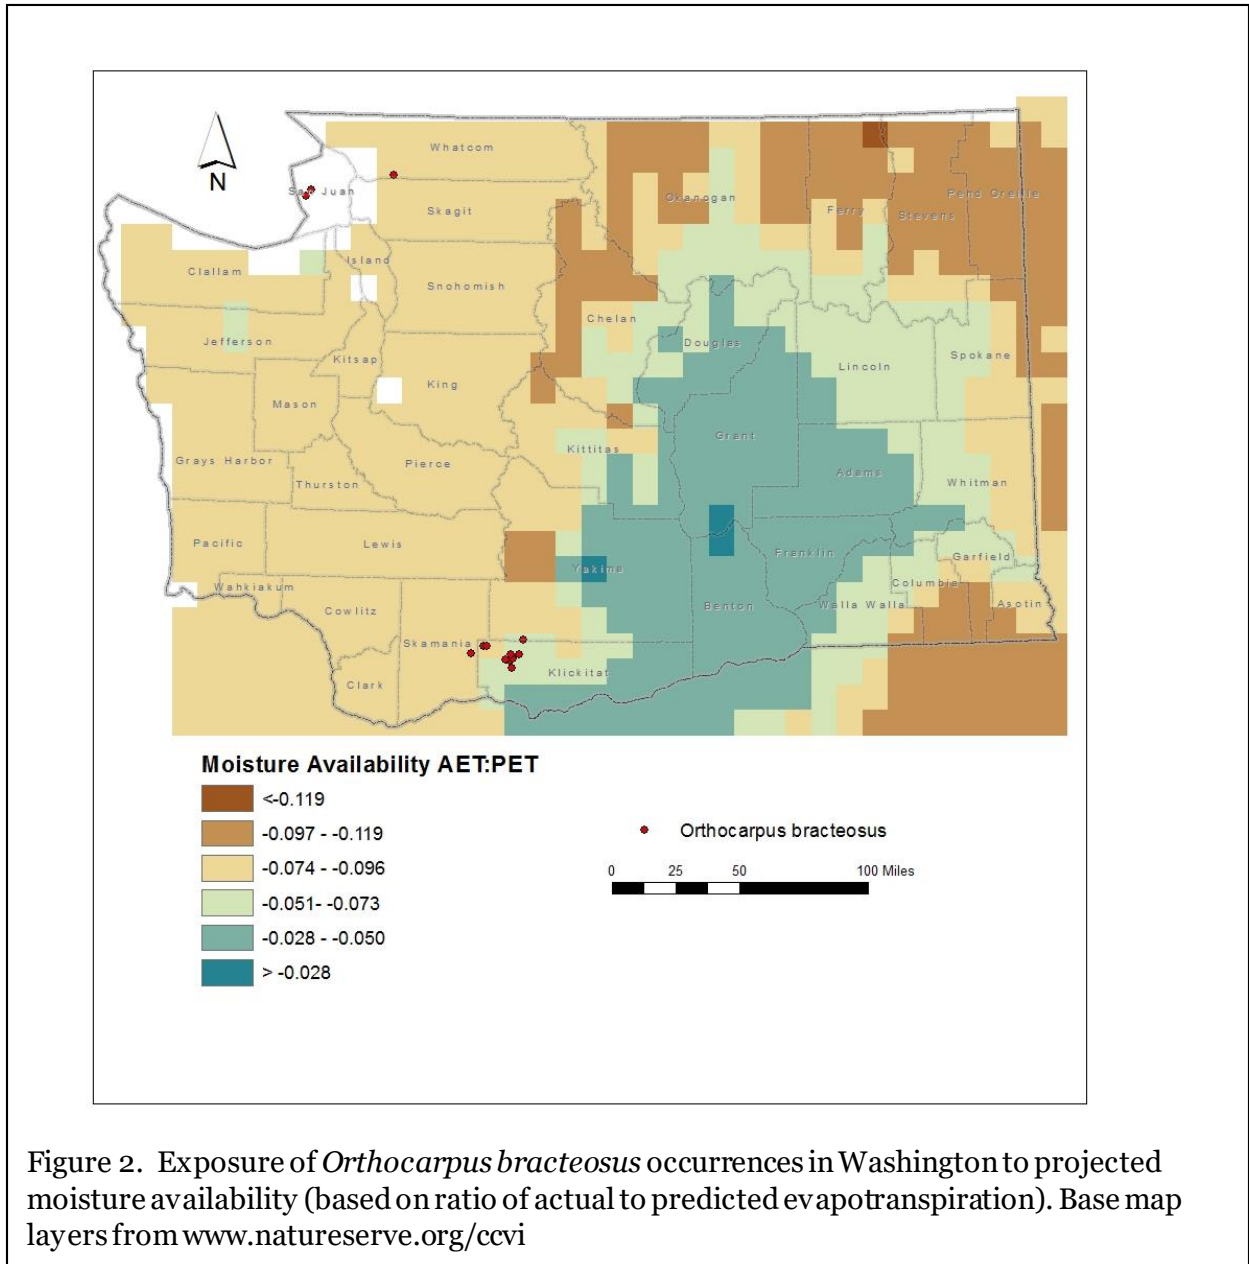 N
Whatcom
San Juan
Skagit
Okanogan
Ferry
Stevens
Pend Oreille
Clallam
Island
Snohomish
Chelan
Jefferson
Douglas
Kitsap
Spokane
Lincoln
King
Mason
Grant
Kittitas
Grays Harbor
Pierce
Adams
Thurston
Whitman
Pacific
Lewis
Franklin
Garfield
Yakima
Wahkiakum
Columbia
Cowlitz
Benton
Walla Walla
Asotin
Skamania
Klickitat
Clark
Moisture Availability AET:PET
<-0.119
-0.097 - -0.119
-0.074 - -0.096
-0.051- -0.073
-0.028 - -0.050
> -0.028
Orthocarpus bracteosus
0 25 50 100 Miles
Figure 2. Exposure of Orthocarpus bracteosus occurrences in Washington to projected
moisture availability (based on ratio of actual to predicted evapotranspiration). Base map
layers from www.natureserve.org/ccvi